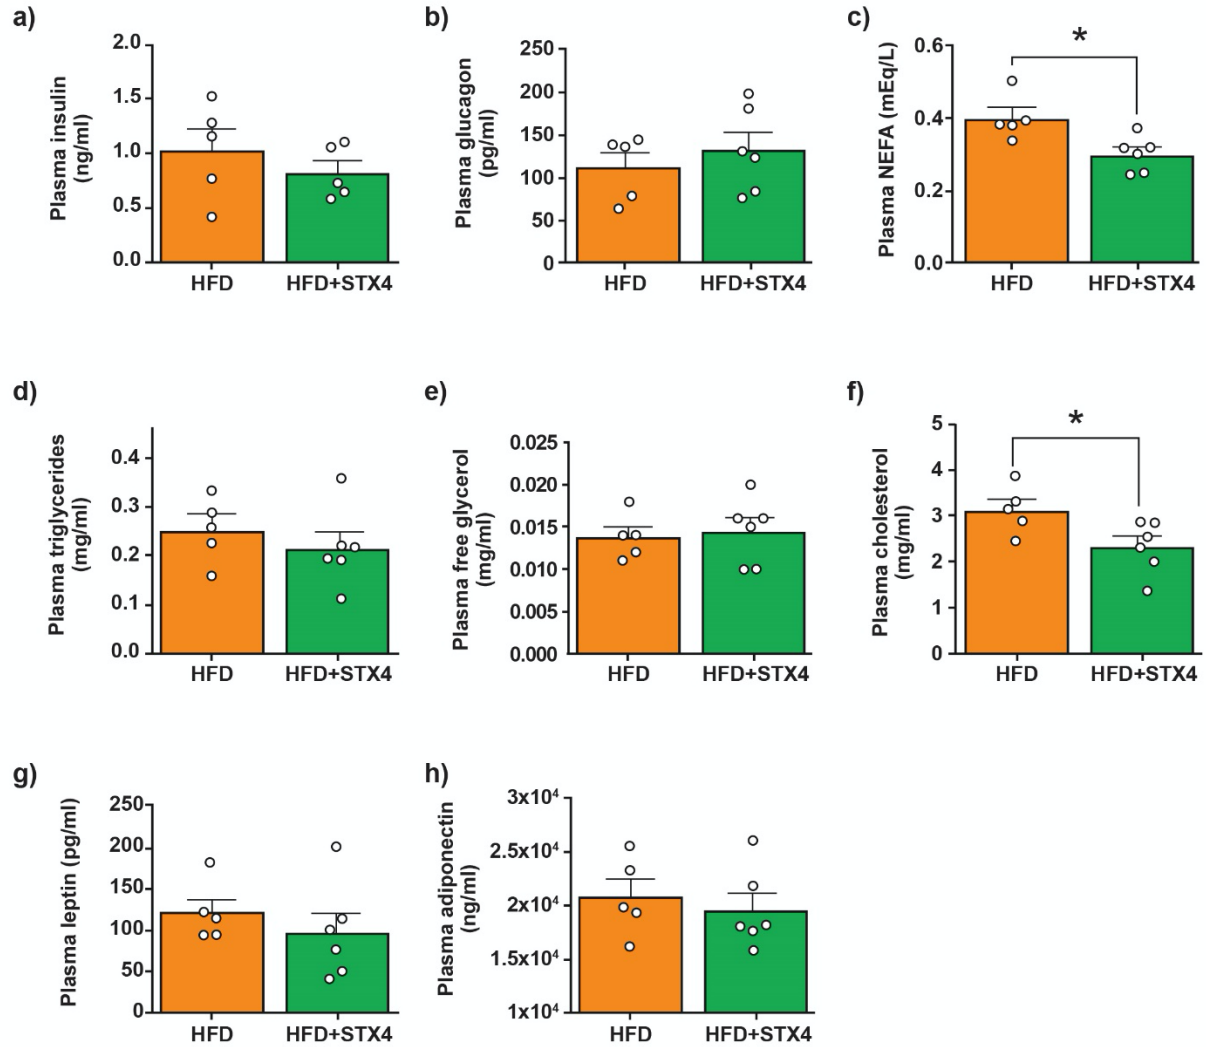 a)
Plasma insulin
(ng/ml)
2.0
1.5
1.0
0.5
0.0
HFD
HFD+STX4
b)
Plasma glucagon
(pg/ml)
250
200
150
100
50
0
HFD
HFD+STX4
c)
Plasma NEFA (mEq/L)
0.6
0.4
0.2
0.0
*
HFD
HFD+STX4
d)
Plasma triglycerides
(mg/ml)
0.4
0.3
0.2
0.1
0.0
HFD
HFD+STX4
e)
Plasma free glycerol
(mg/ml)
0.025
0.020
0.015
0.010
0.005
0.000
HFD
HFD+STX4
f)
Plasma cholesterol
(mg/ml)
5
4
3
2
1
0
*
HFD
HFD+STX4
g)
Plasma leptin (pg/ml)
250
200
150
100
50
0
HFD
HFD+STX4
h)
Plasma adiponectin
(ng/ml)
3x10⁴
2.5x10⁴
2x10⁴
1.5x10⁴
1x10⁴
HFD
HFD+STX4